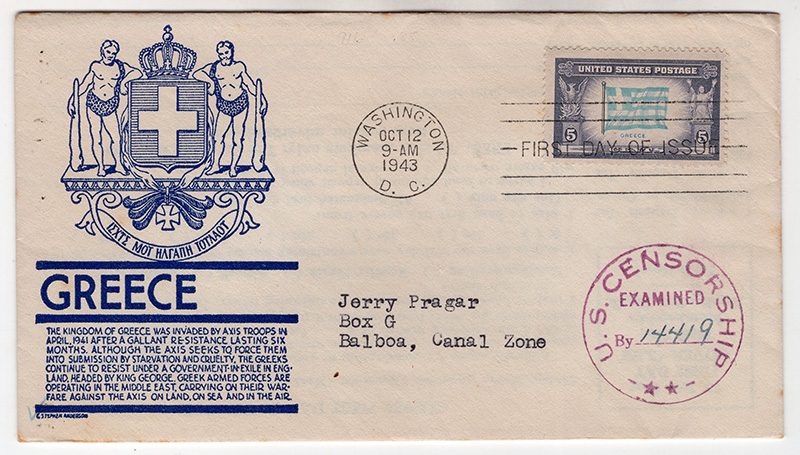 ΙΣΧΤΣ ΜΟΤ ΗΑΓΑΠΗ ΤΟΤΛΑΟΤ
GREECE
THE KINGDOM OF GREECE WAS INVADED BY AXIS TROOPS IN
APRIL, 1941 AFTER A GALLANT RESISTANCE LASTING SIX
MONTHS. ALTHOUGH THE AXIS SEEKS TO FORCE THEM
INTO SUBMISSION BY STARVATION AND CRUELTY, THE GREEKS
CONTINUE TO RESIST UNDER A GOVERNMENT-IN-EXILE IN ENG-
LAND, HEADED BY KING GEORGE. GREEK ARMED FORCES ARE
OPERATING IN THE MIDDLE EAST, CARRYING ON THEIR WAR-
FARE AGAINST THE AXIS ON LAND, ON SEA AND IN THE AIR.
C. STEPHEN ANDERSON
WASHINGTON
OCT 12
9-AM
1943
D. C.
UNITED STATES POSTAGE
GREECE
5 5
FIRST DAY OF ISSUE
Jerry Pragar
Box G
Balboa, Canal Zone
U. S. CENSORSHIP
EXAMINED
By 14419